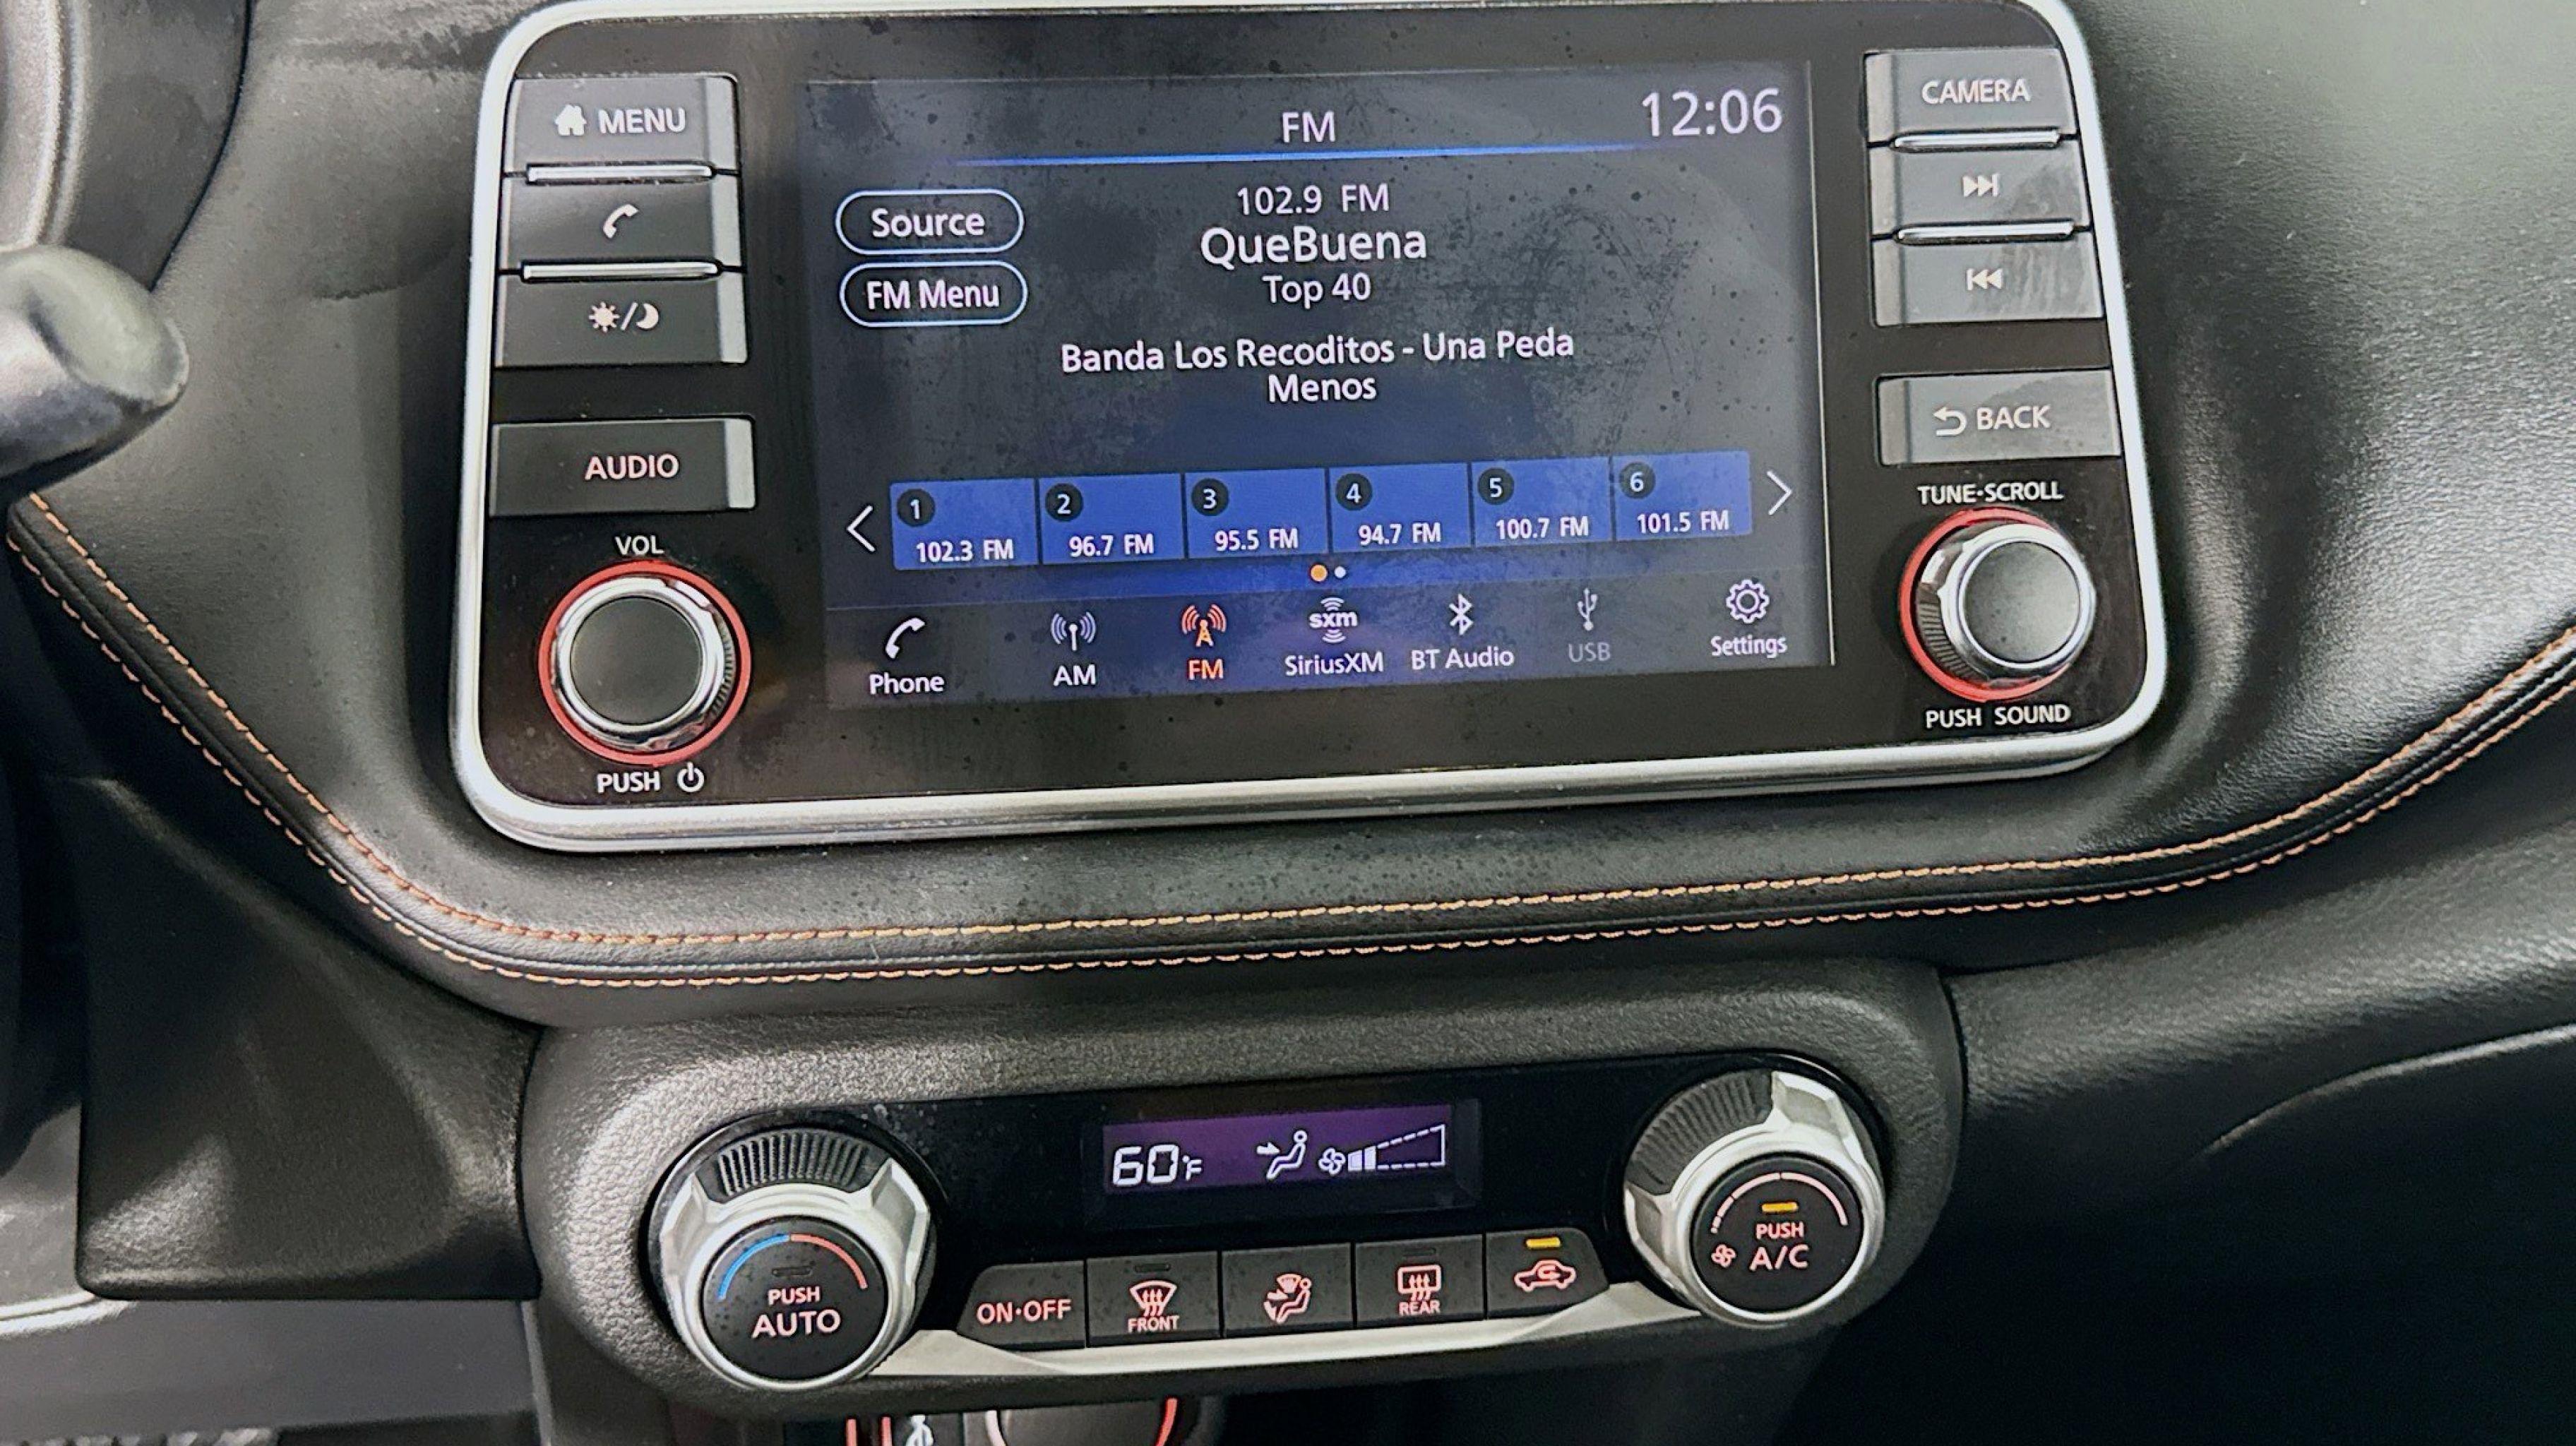 MENU
AUDIO
VOL
PUSH
FM
12:06
Source
FM Menu
102.9 FM
QueBuena
Top 40
Banda Los Recoditos - Una Peda
Menos
1
102.3 FM
2
96.7 FM
3
95.5 FM
4
94.7 FM
5
100.7 FM
6
101.5 FM
Phone
AM
FM
sxm
SiriusXM
BT Audio
USB
Settings
CAMERA
BACK
TUNE·SCROLL
PUSH SOUND
60°F
PUSH
AUTO
ON·OFF
FRONT
REAR
PUSH
A/C